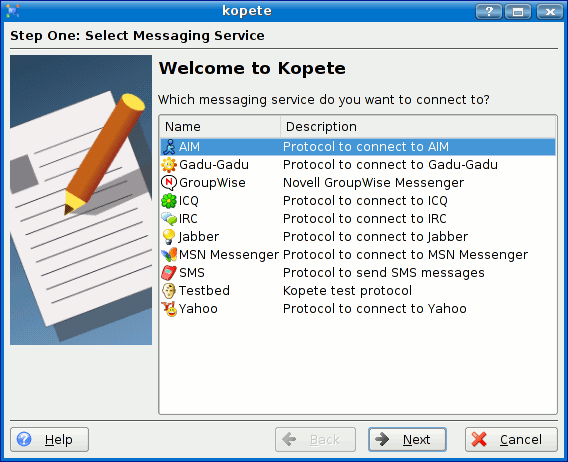 kopete
Step One: Select Messaging Service
Welcome to Kopete
Which messaging service do you want to connect to?
Name Description
AIM Protocol to connect to AIM
Gadu-Gadu Protocol to connect to Gadu-Gadu
GroupWise Novell GroupWise Messenger
ICQ Protocol to connect to ICQ
IRC Protocol to connect to IRC
Jabber Protocol to connect to Jabber
MSN Messenger Protocol to connect to MSN Messenger
SMS Protocol to send SMS messages
Testbed Kopete test protocol
Yahoo Protocol to connect to Yahoo
Help Back Next Cancel